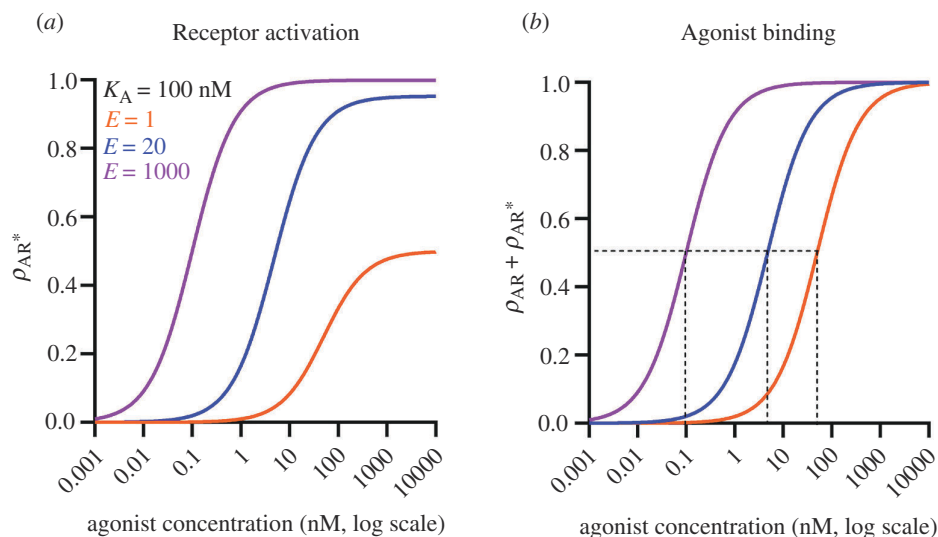 (a)
Receptor activation
1.0
0.8
0.6
0.4
0.2
0.0
ρAR*
K_A = 100 nM
E = 1
E = 20
E = 1000
0.001
0.01
0.1
1
10
100
1000
10000
agonist concentration (nM, log scale)
(b)
Agonist binding
1.0
0.8
0.6
0.4
0.2
0.0
ρAR + ρAR*
0.001
0.01
0.1
1
10
100
1000
10000
agonist concentration (nM, log scale)